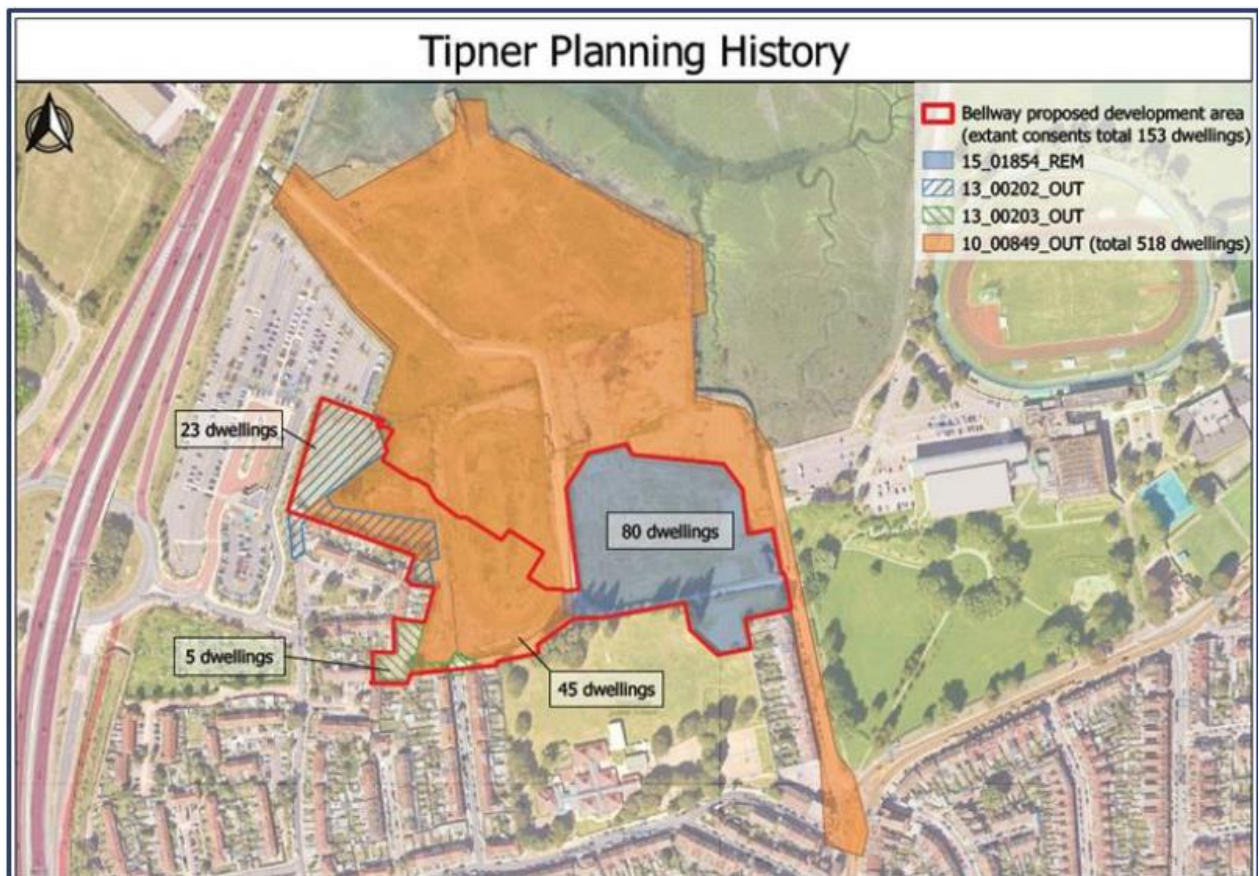 Tipner Planning History
Bellway proposed development area
(extant consents total 153 dwellings)
15_01854_REM
13_00202_OUT
13_00203_OUT
10_00849_OUT (total 518 dwellings)
23 dwellings
80 dwellings
5 dwellings
45 dwellings